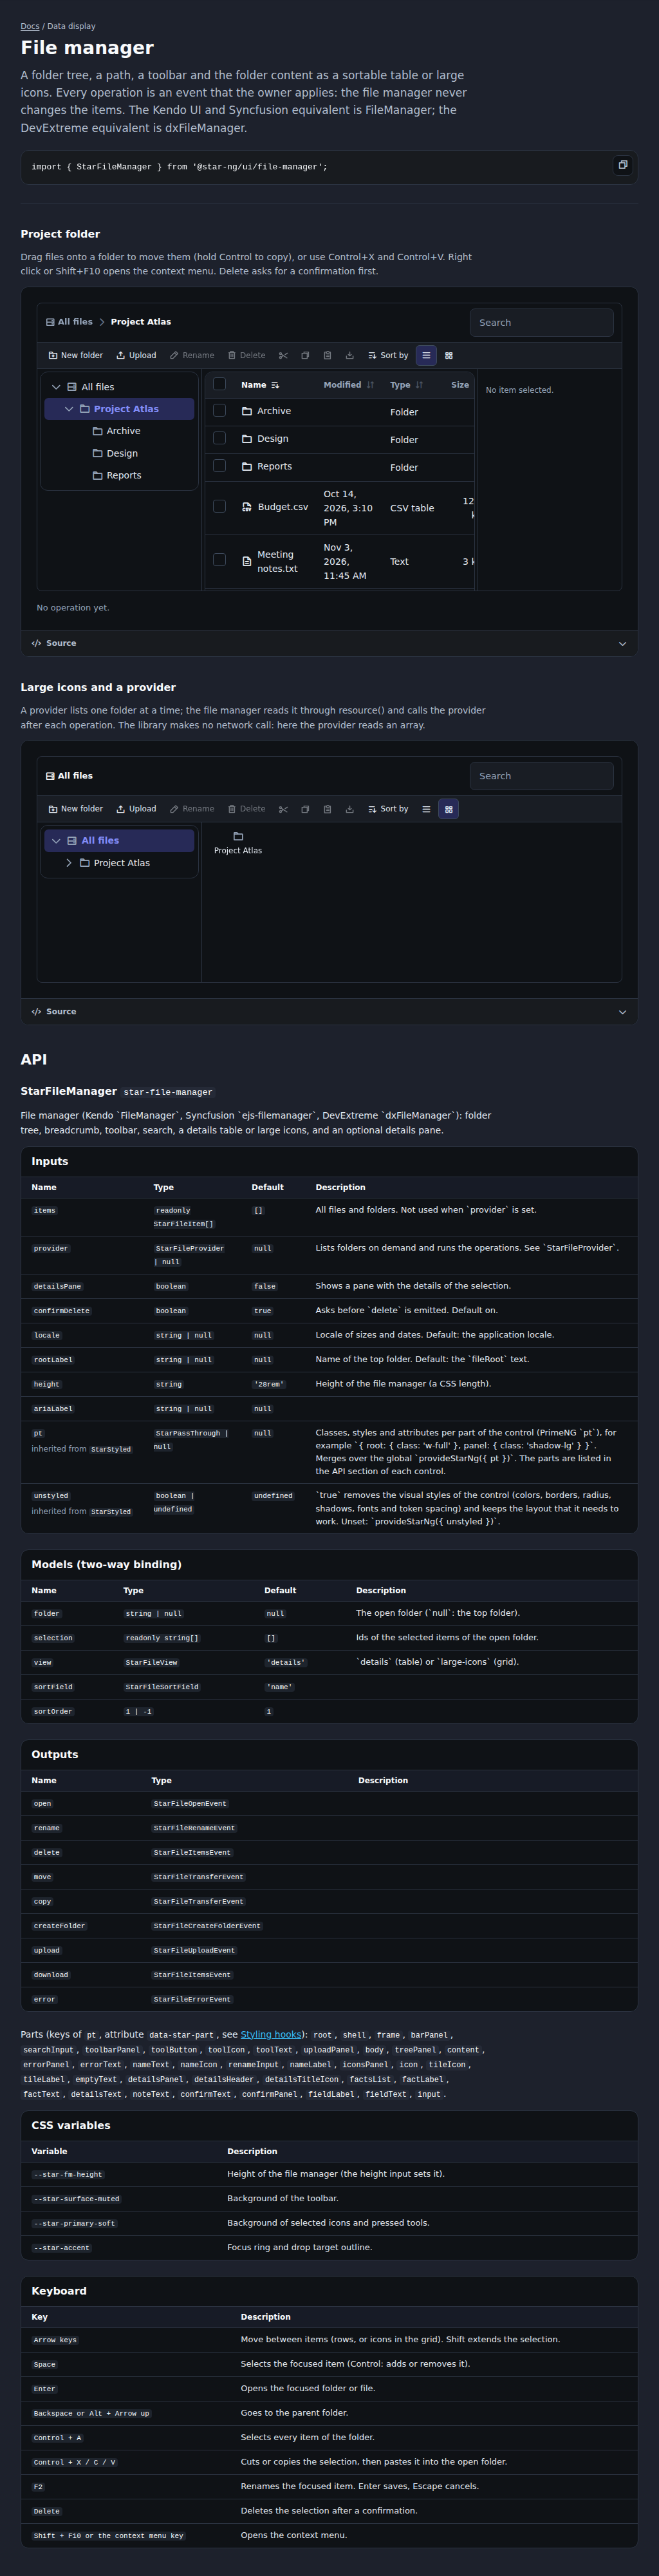 Docs / Data display
File manager
A folder tree, a path, a toolbar and the folder content as a sortable table or large
icons. Every operation is an event that the owner applies: the file manager never
changes the items. The Kendo UI and Syncfusion equivalent is FileManager; the
DevExtreme equivalent is dxFileManager.
import { StarFileManager } from '@star-ng/ui/file-manager';
Project folder
Drag files onto a folder to move them (hold Control to copy), or use Control+X and Control+V. Right
click or Shift+F10 opens the context menu. Delete asks for a confirmation first.
All files > Project Atlas Search
New folder Upload Rename Delete Sort by
All files
Project Atlas
Archive
Design
Reports
Name Modified Type Size
Archive Folder
Design Folder
Reports Folder
Budget.csv Oct 14, 2026, 3:10 PM CSV table 12
Meeting notes.txt Nov 3, 2026, 11:45 AM Text 3 k
No item selected.
No operation yet.
Source
Large icons and a provider
A provider lists one folder at a time; the file manager reads it through resource() and calls the provider
after each operation. The library makes no network call: here the provider reads an array.
All files Search
New folder Upload Rename Delete Sort by
All files
Project Atlas
Project Atlas
Source
API
StarFileManager star-file-manager
File manager (Kendo `FileManager`, Syncfusion `ejs-filemanager`, DevExtreme `dxFileManager`): folder
tree, breadcrumb, toolbar, search, a details table or large icons, and an optional details pane.
Inputs
Name Type Default Description
items readonly StarFileItem[] [] All files and folders. Not used when `provider` is set.
provider StarFileProvider | null null Lists folders on demand and runs the operations. See `StarFileProvider`.
detailsPane boolean false Shows a pane with the details of the selection.
confirmDelete boolean true Asks before `delete` is emitted. Default on.
locale string | null null Locale of sizes and dates. Default: the application locale.
rootLabel string | null null Name of the top folder. Default: the `fileRoot` text.
height string '28rem' Height of the file manager (a CSS length).
ariaLabel string | null null
pt inherited from StarStyled StarPassThrough | null null Classes, styles and attributes per part of the control (PrimeNG `pt`), for
example `{ root: { class: 'w-full' }, panel: { class: 'shadow-lg' } }`.
Merges over the global `provideStarNg({ pt })`. The parts are listed in
the API section of each control.
unstyled inherited from StarStyled boolean | undefined undefined `true` removes the visual styles of the control (colors, borders, radius,
shadows, fonts and token spacing) and keeps the layout that it needs to
work. Unset: `provideStarNg({ unstyled })`.
Models (two-way binding)
Name Type Default Description
folder string | null null The open folder (`null`: the top folder).
selection readonly string[] [] Ids of the selected items of the open folder.
view StarFileView 'details' `details` (table) or `large-icons` (grid).
sortField StarFileSortField 'name'
sortOrder 1 | -1 1
Outputs
Name Type Description
open StarFileOpenEvent
rename StarFileRenameEvent
delete StarFileItemsEvent
move StarFileTransferEvent
copy StarFileTransferEvent
createFolder StarFileCreateFolderEvent
upload StarFileUploadEvent
download StarFileItemsEvent
error StarFileErrorEvent
Parts (keys of pt, attribute data-star-part, see Styling hooks): root, shell, frame, barPanel,
searchInput, toolbarPanel, toolButton, toolIcon, toolText, uploadPanel, body, treePanel, content,
errorPanel, errorText, nameText, nameIcon, renameInput, nameLabel, iconsPanel, icon, tileIcon,
tileLabel, emptyText, detailsPanel, detailsHeader, detailsTitleIcon, factsList, factLabel,
factText, detailsText, noteText, confirmText, confirmPanel, fieldLabel, fieldText, input.
CSS variables
Variable Description
--star-fm-height Height of the file manager (the height input sets it).
--star-surface-muted Background of the toolbar.
--star-primary-soft Background of selected icons and pressed tools.
--star-accent Focus ring and drop target outline.
Keyboard
Key Description
Arrow keys Move between items (rows, or icons in the grid). Shift extends the selection.
Space Selects the focused item (Control: adds or removes it).
Enter Opens the focused folder or file.
Backspace or Alt + Arrow up Goes to the parent folder.
Control + A Selects every item of the folder.
Control + X / C / V Cuts or copies the selection, then pastes it into the open folder.
F2 Renames the focused item. Enter saves, Escape cancels.
Delete Deletes the selection after a confirmation.
Shift + F10 or the context menu key Opens the context menu.